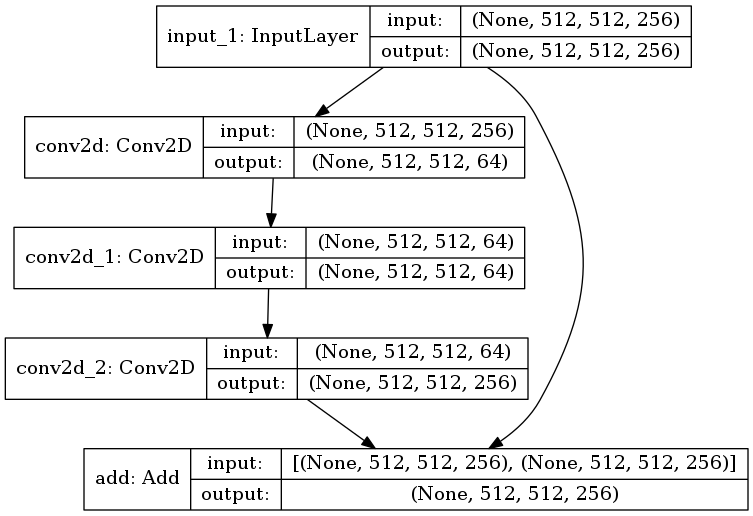 input_1: InputLayer
input: (None, 512, 512, 256)
output: (None, 512, 512, 256)
conv2d: Conv2D
input: (None, 512, 512, 256)
output: (None, 512, 512, 64)
conv2d_1: Conv2D
input: (None, 512, 512, 64)
output: (None, 512, 512, 64)
conv2d_2: Conv2D
input: (None, 512, 512, 64)
output: (None, 512, 512, 256)
add: Add
input: [(None, 512, 512, 256), (None, 512, 512, 256)]
output: (None, 512, 512, 256)